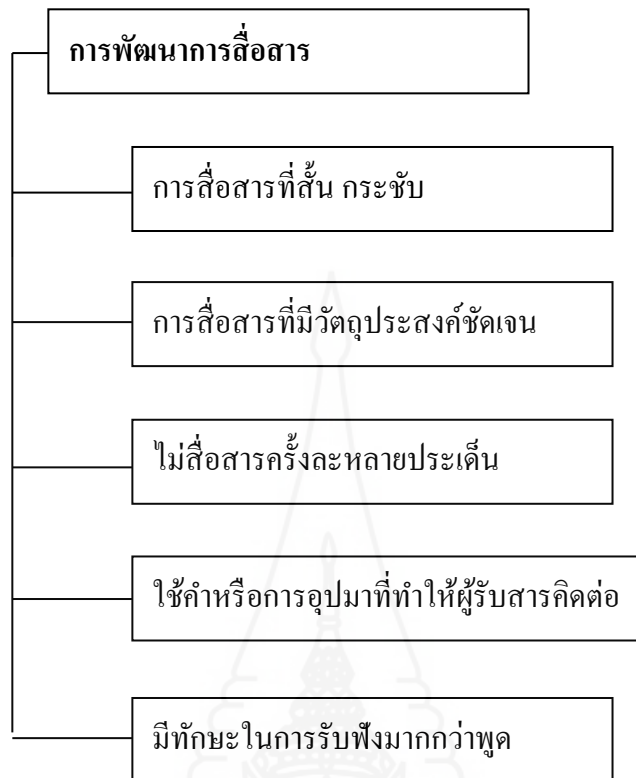 การพัฒนาการสื่อสาร
การสื่อสารที่สั้น กระชับ
การสื่อสารที่มีวัตถุประสงค์ชัดเจน
ไม่สื่อสารครั้งละหลายประเด็น
ใช้คำหรือการอุปมาที่ทำให้ผู้รับสารคิดต่อ
มีทักษะในการรับฟังมากกว่าพูด